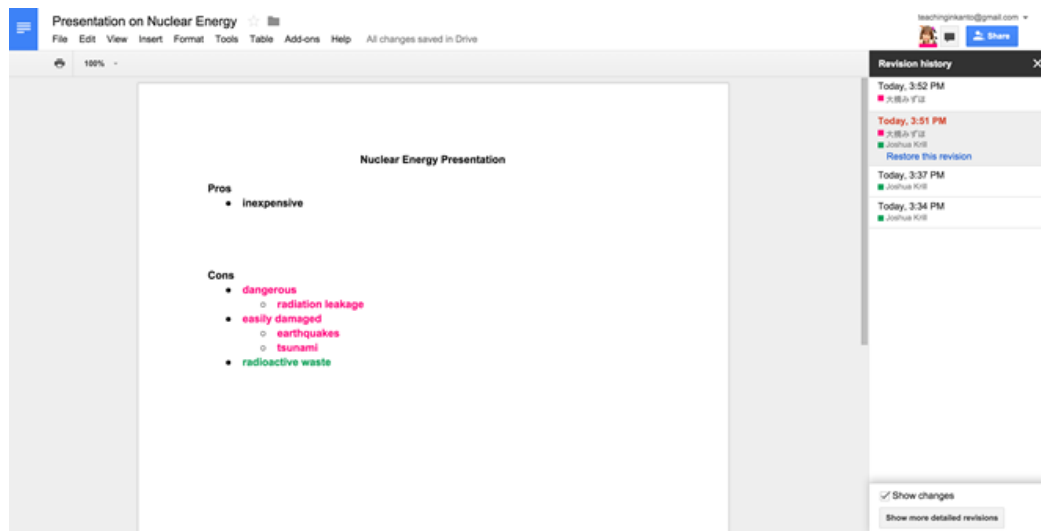 Presentation on Nuclear Energy
teachinginkanto@gmail.com
File Edit View Insert Format Tools Table Add-ons Help All changes saved in Drive
Share
100%
Revision history
Nuclear Energy Presentation
Pros
inexpensive
Cons
dangerous
radiation leakage
easily damaged
earthquakes
tsunami
radioactive waste
Today, 3:52 PM
大橋みずほ
Today, 3:51 PM
大橋みずほ
Joshua Krill
Restore this revision
Today, 3:37 PM
Joshua Krill
Today, 3:34 PM
Joshua Krill
Show changes
Show more detailed revisions